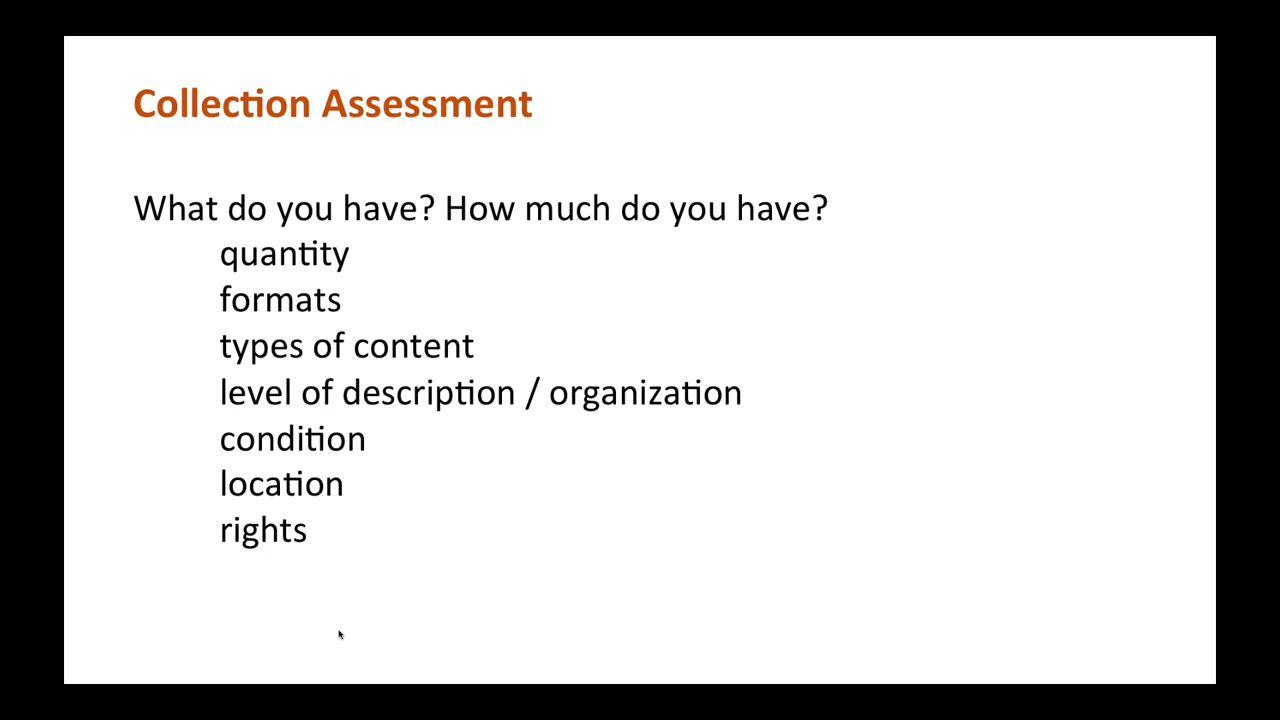 Collection Assessment
What do you have? How much do you have?
quantity
formats
types of content
level of description / organization
condition
location
rights